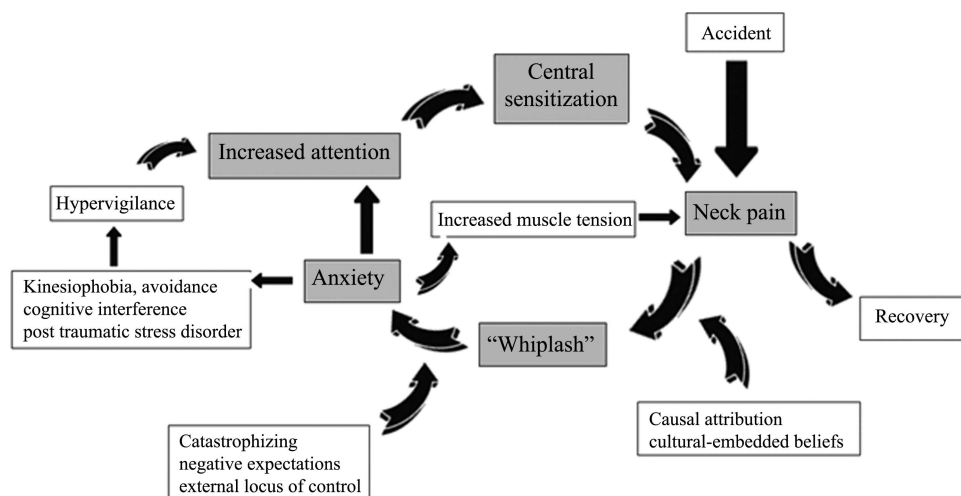 Accident
Central
sensitization
Increased attention
Hypervigilance
Increased muscle tension
Neck pain
Kinesiophobia, avoidance
cognitive interference
post traumatic stress disorder
Anxiety
Recovery
“Whiplash”
Causal attribution
cultural-embedded beliefs
Catastrophizing
negative expectations
external locus of control